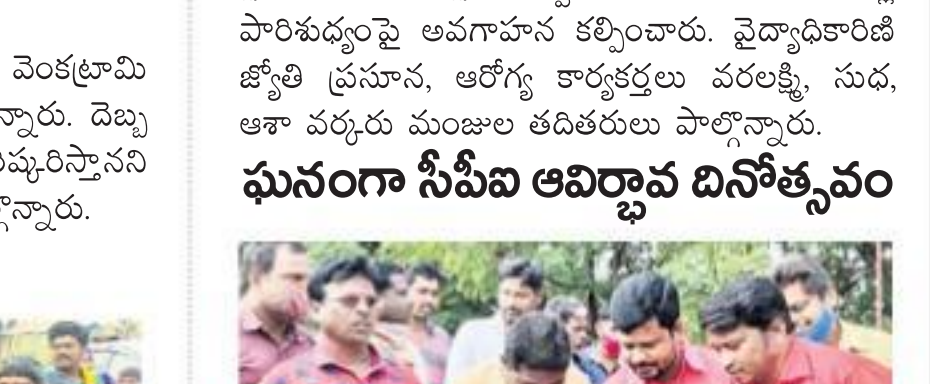 వెంకట్రామి
న్నారు. దెబ్బ
రిష్కరిస్తానని
గొన్నారు.
పారిశుధ్యంపై అవగాహన కల్పించారు. వైద్యాధికారిణి
జ్యోతి ప్రసూన, ఆరోగ్య కార్యకర్తలు వరలక్ష్మి, సుధ,
ఆశా వర్కరు మంజుల తదితరులు పాల్గొన్నారు.
ఘనంగా సీపీఐ ఆవిర్భావ దినోత్సవం